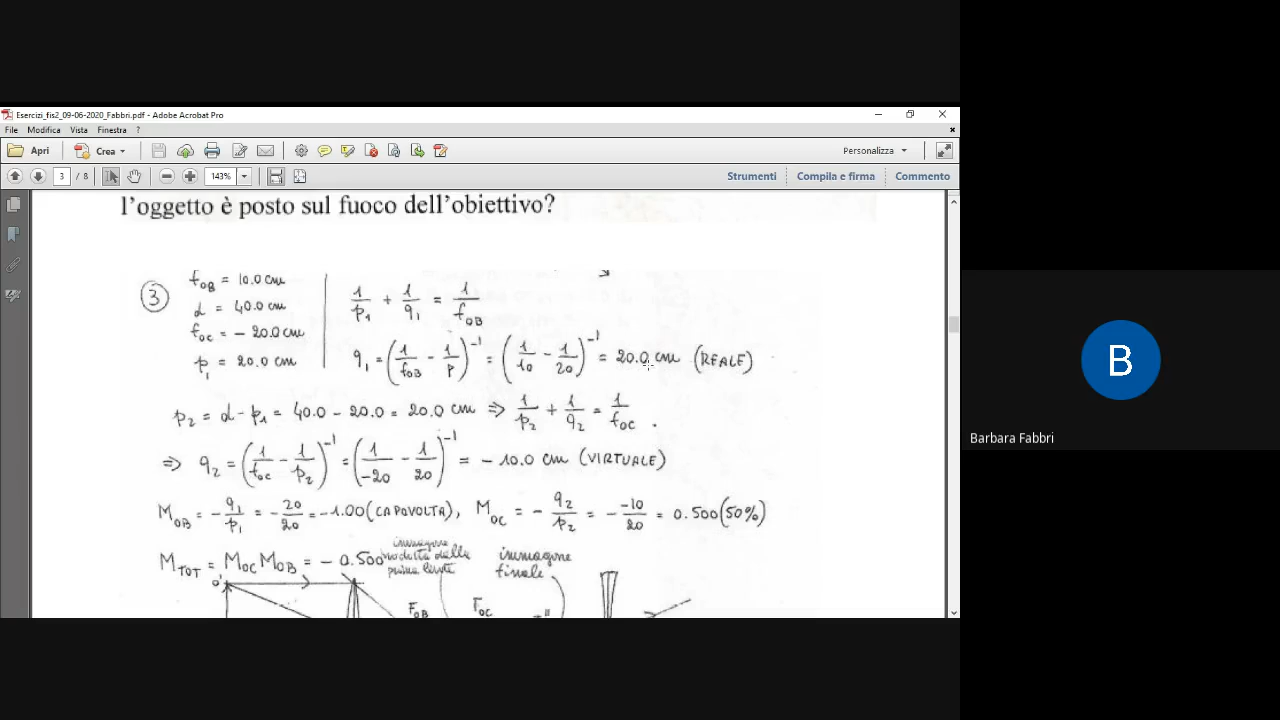 Esercizi_fis2_09-06-2020_Fabbri.pdf - Adobe Acrobat Pro
File Modifica Vista Finestra ?
Apri Crea Personalizza
3 / 8 143% Strumenti Compila e firma Commento
l'oggetto è posto sul fuoco dell'obiettivo?
3
f_OB = 10.0 cm
d = 40.0 cm
f_OC = - 20.0 cm
p_1 = 20.0 cm
1/p_1 + 1/q_1 = 1/f_OB
q_1 = (1/f_OB - 1/p)^-1 = (1/10 - 1/20)^-1 = 20.0 cm (REALE)
p_2 = d - p_1 = 40.0 - 20.0 = 20.0 cm ⇒ 1/p_2 + 1/q_2 = 1/f_OC .
⇒ q_2 = (1/f_OC - 1/p_2)^-1 = (1/-20 - 1/20)^-1 = - 10.0 cm (VIRTUALE)
M_OB = - q_1/p_1 = - 20/20 = -1.00 (CAPOVOLTA), M_OC = - q_2/p_2 = - -10/20 = 0.500 (50%)
M_TOT = M_OC M_OB = - 0.500
immagine
prodotta dalla
prima lente
immagine
finale
O'
F_OB
F_OC
B
Barbara Fabbri